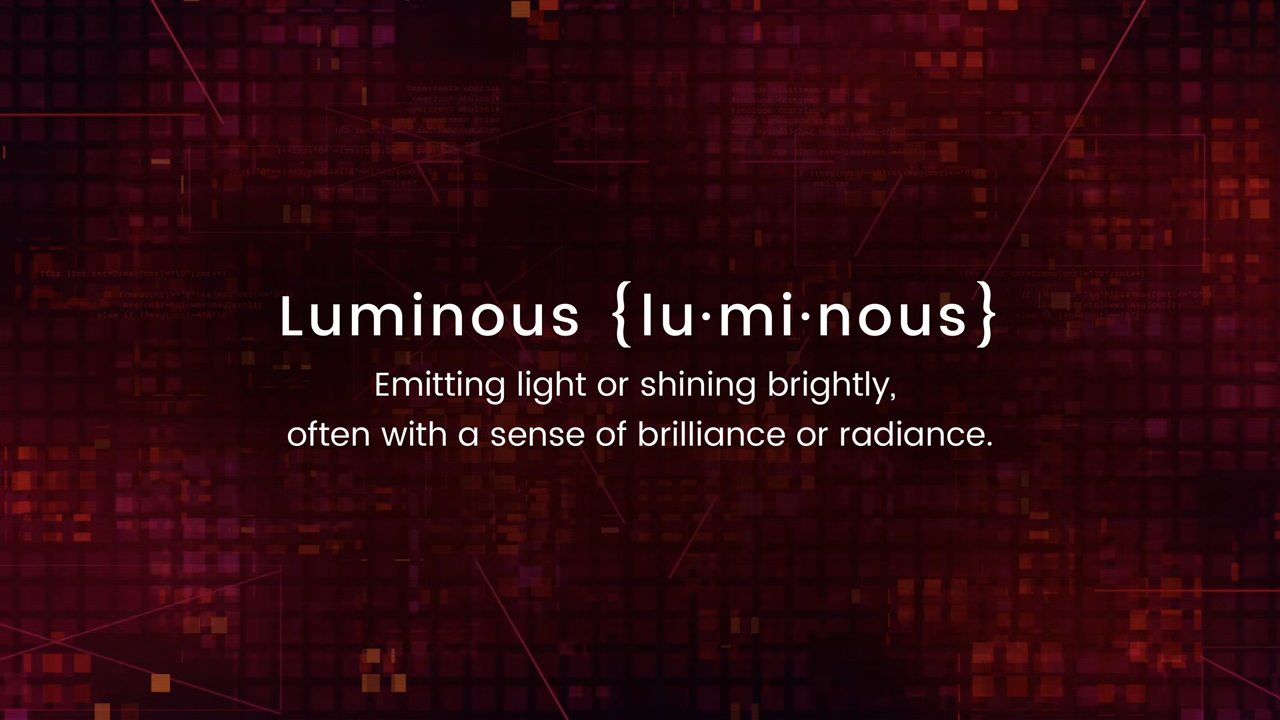 Luminous {lu·mi·nous}
Emitting light or shining brightly,
often with a sense of brilliance or radiance.